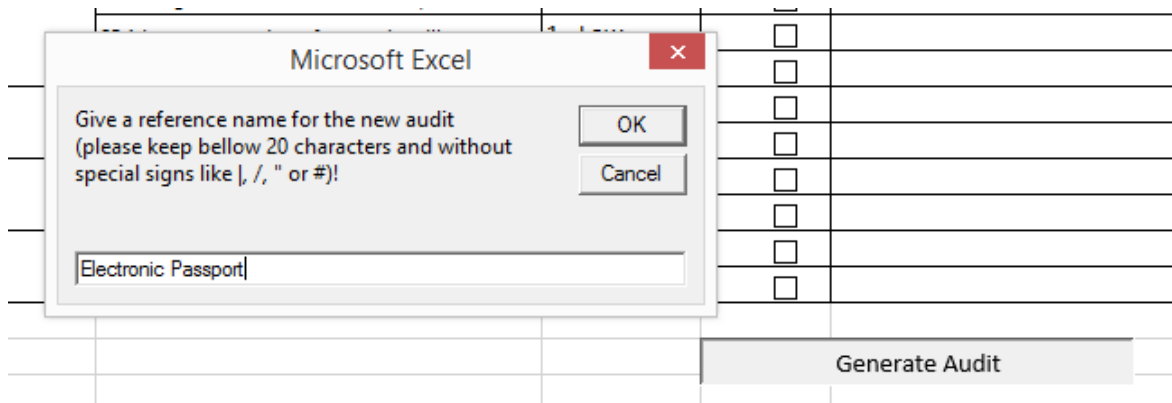 Microsoft Excel
Give a reference name for the new audit
(please keep bellow 20 characters and without
special signs like |, /, " or #)!
OK
Cancel
Electronic Passport
Generate Audit